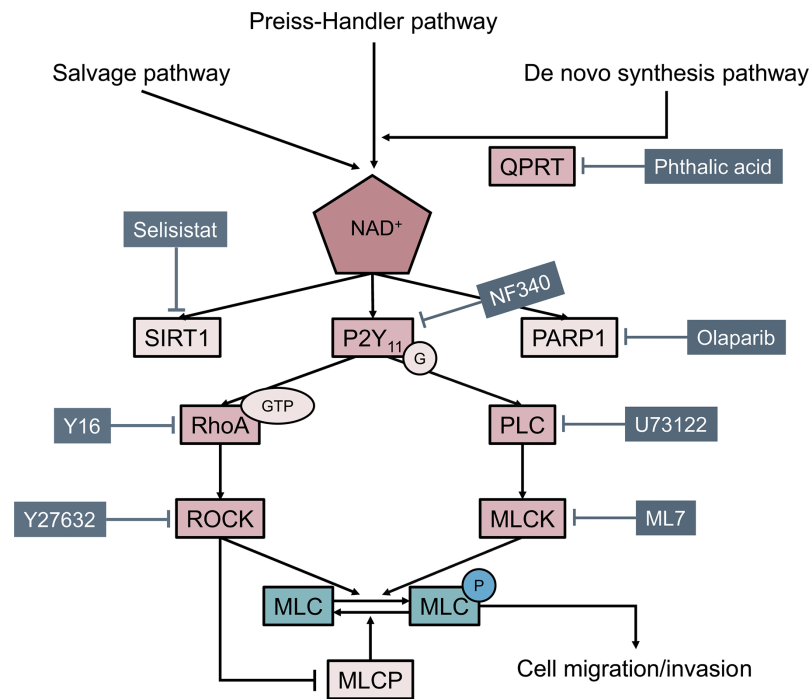 Preiss-Handler pathway
Salvage pathway
De novo synthesis pathway
QPRT
Phthalic acid
NAD+
Selisistat
NF340
SIRT1
P2Y11
G
PARP1
Olaparib
GTP
Y16
RhoA
PLC
U73122
Y27632
ROCK
MLCK
ML7
P
MLC
MLC
MLCP
Cell migration/invasion